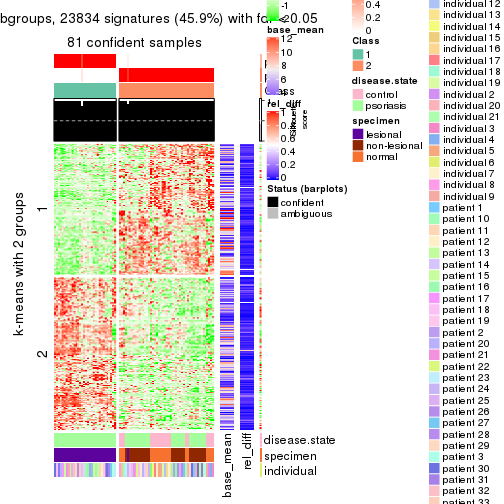 bgroups, 23834 signatures (45.9%) with fdr < 0.05
81 confident samples
Class
silhouette
score
k-means with 2 groups
1
2
disease.state
specimen
individual
base_mean
rel_diff
-1
-2
base_mean
12
10
8
6
4
rel_diff
1
0.8
0.6
0.4
0.2
0
Status (barplots)
confident
ambiguous
0.4
0.2
0
Class
1
2
disease.state
control
psoriasis
specimen
lesional
non-lesional
normal
individual 12
individual 13
individual 14
individual 15
individual 16
individual 17
individual 18
individual 19
individual 2
individual 20
individual 21
individual 3
individual 4
individual 5
individual 6
individual 7
individual 8
individual 9
patient 1
patient 10
patient 11
patient 12
patient 13
patient 14
patient 15
patient 16
patient 17
patient 18
patient 19
patient 2
patient 20
patient 21
patient 22
patient 23
patient 24
patient 25
patient 26
patient 27
patient 28
patient 29
patient 3
patient 30
patient 31
patient 32
patient 33